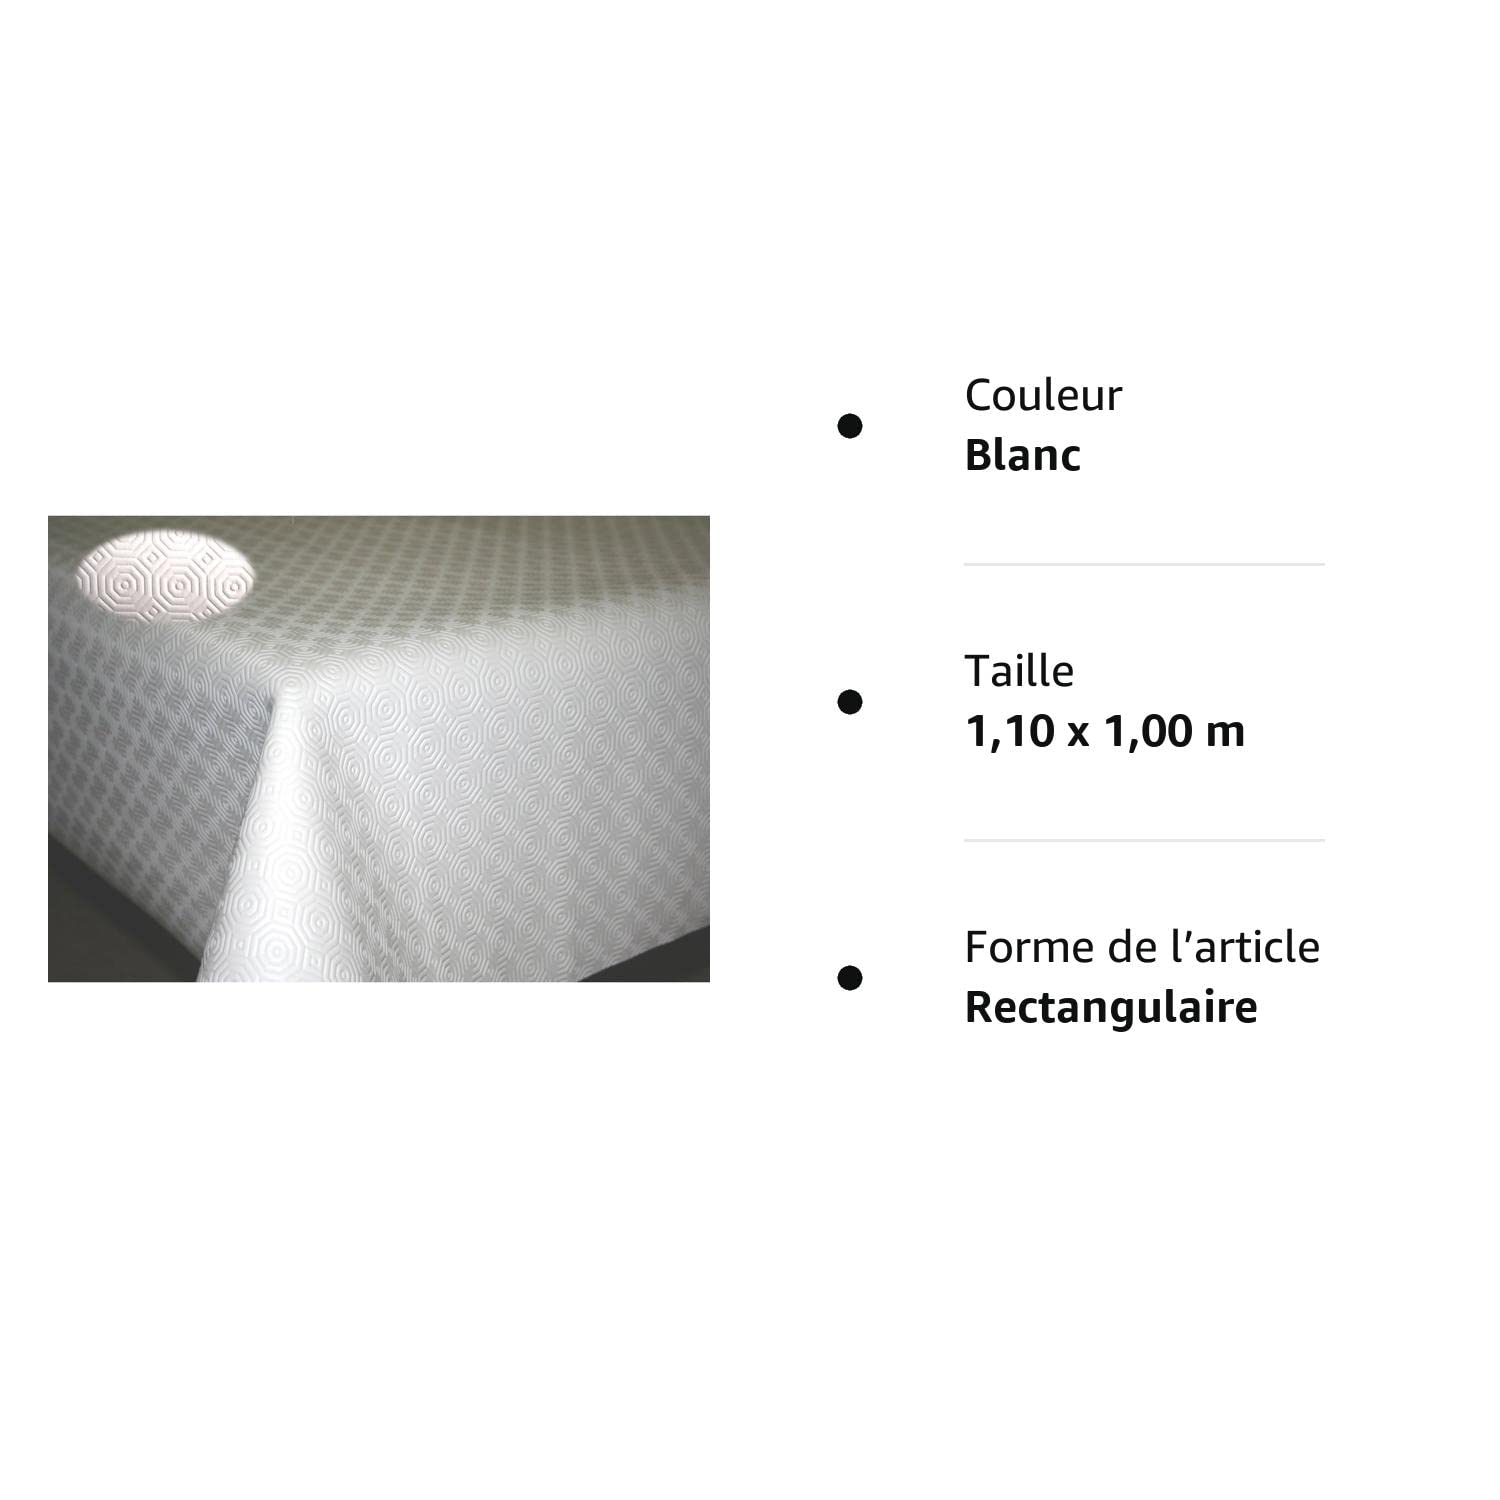 Couleur
Blanc
Taille
1,10 x 1,00 m
Forme de l’article
Rectangulaire